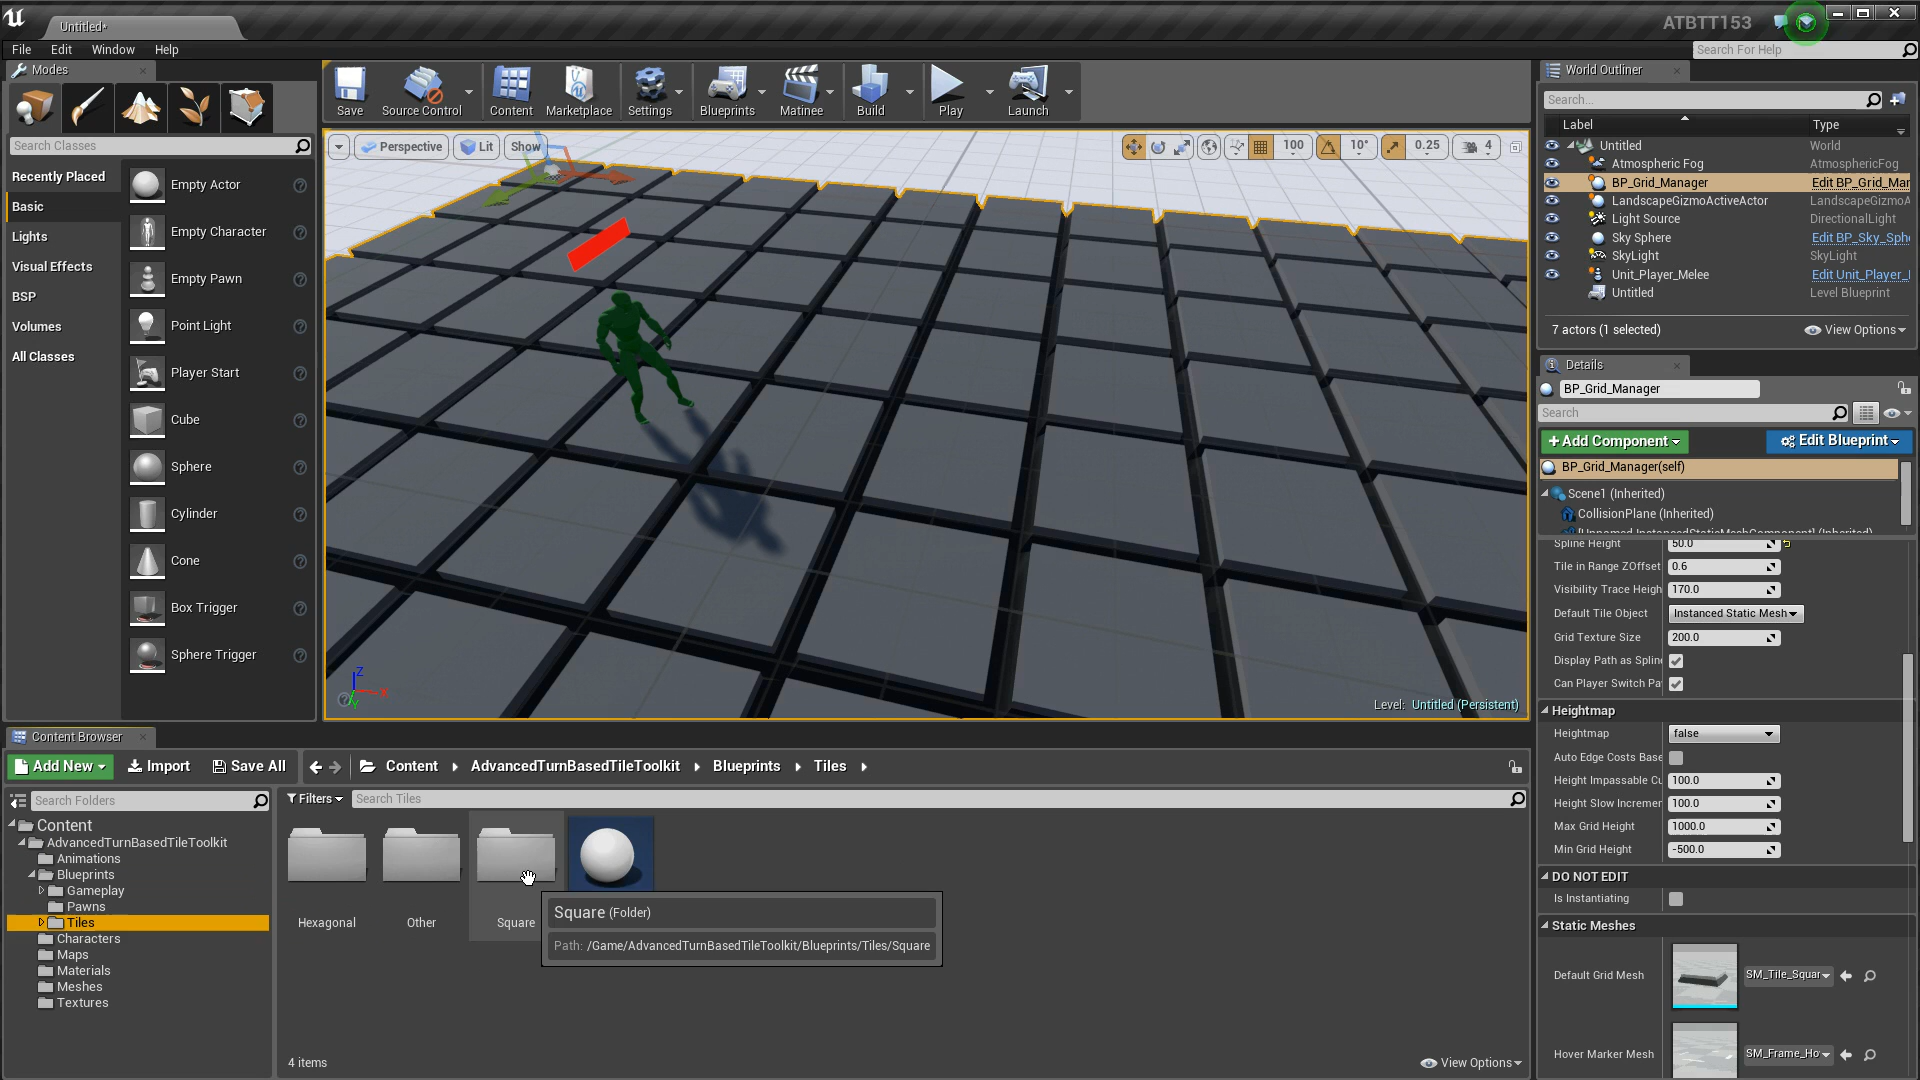 Untitled*
ATBTT153
File Edit Window Help
Search For Help
Modes
Search Classes
Recently Placed
Basic
Lights
Visual Effects
BSP
Volumes
All Classes
Empty Actor
Empty Character
Empty Pawn
Point Light
Player Start
Cube
Sphere
Cylinder
Cone
Box Trigger
Sphere Trigger
Save
Source Control
Content
Marketplace
Settings
Blueprints
Matinee
Build
Play
Launch
Perspective
Lit
Show
100
10°
0.25
4
Z
X
Y
Level: Untitled (Persistent)
World Outliner
Search...
Label Type
Untitled World
Atmospheric Fog AtmosphericFog
BP_Grid_Manager Edit BP_Grid_Mar
LandscapeGizmoActiveActor LandscapeGizmoA
Light Source DirectionalLight
Sky Sphere Edit BP_Sky_Sph
SkyLight SkyLight
Unit_Player_Melee Edit Unit_Player_
Untitled Level Blueprint
7 actors (1 selected)
View Options
Details
BP_Grid_Manager
Search
+Add Component
Edit Blueprint
BP_Grid_Manager(self)
Scene1 (Inherited)
CollisionPlane (Inherited)
[Unnamed InstancedStaticMeshComponent] (Inherited)
Spline Height 50.0
Tile in Range ZOffset 0.6
Visibility Trace Heigh 170.0
Default Tile Object Instanced Static Mesh
Grid Texture Size 200.0
Display Path as Splin
Can Player Switch Pa
Heightmap
Heightmap false
Auto Edge Costs Base
Height Impassable Cu 100.0
Height Slow Incremer 100.0
Max Grid Height 1000.0
Min Grid Height -500.0
DO NOT EDIT
Is Instantiating
Static Meshes
Default Grid Mesh SM_Tile_Squar
Hover Marker Mesh SM_Frame_Ho
Content Browser
Add New Import Save All
Content AdvancedTurnBasedTileToolkit Blueprints Tiles
Search Folders
Content
AdvancedTurnBasedTileToolkit
Animations
Blueprints
Gameplay
Pawns
Tiles
Characters
Maps
Materials
Meshes
Textures
Filters
Search Tiles
Hexagonal
Other
Square
Square (Folder)
Path: /Game/AdvancedTurnBasedTileToolkit/Blueprints/Tiles/Square
4 items
View Options